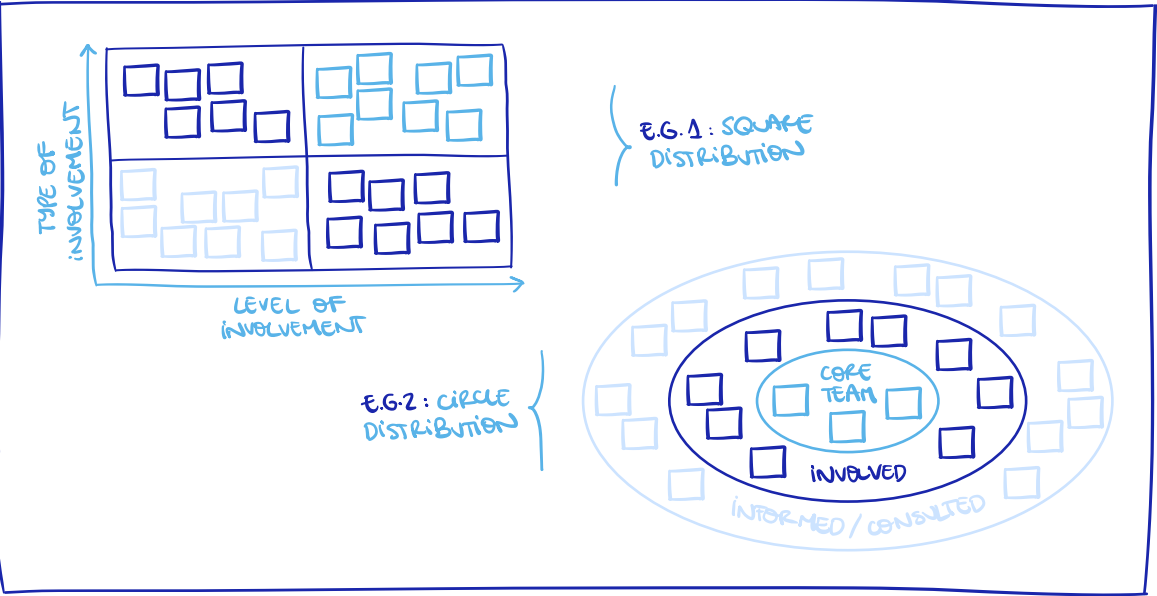 TYPE OF
iNVOLVEMENT
LEVEL OF
iNVOLVEMENT
E.G.1: SQUARE
DiSTRiBUTiON
E.G.2: CiRCLE
DiSTRiBUTiON
CORE
TEAM
iNVOLVED
iNFORMED / CONSULTED